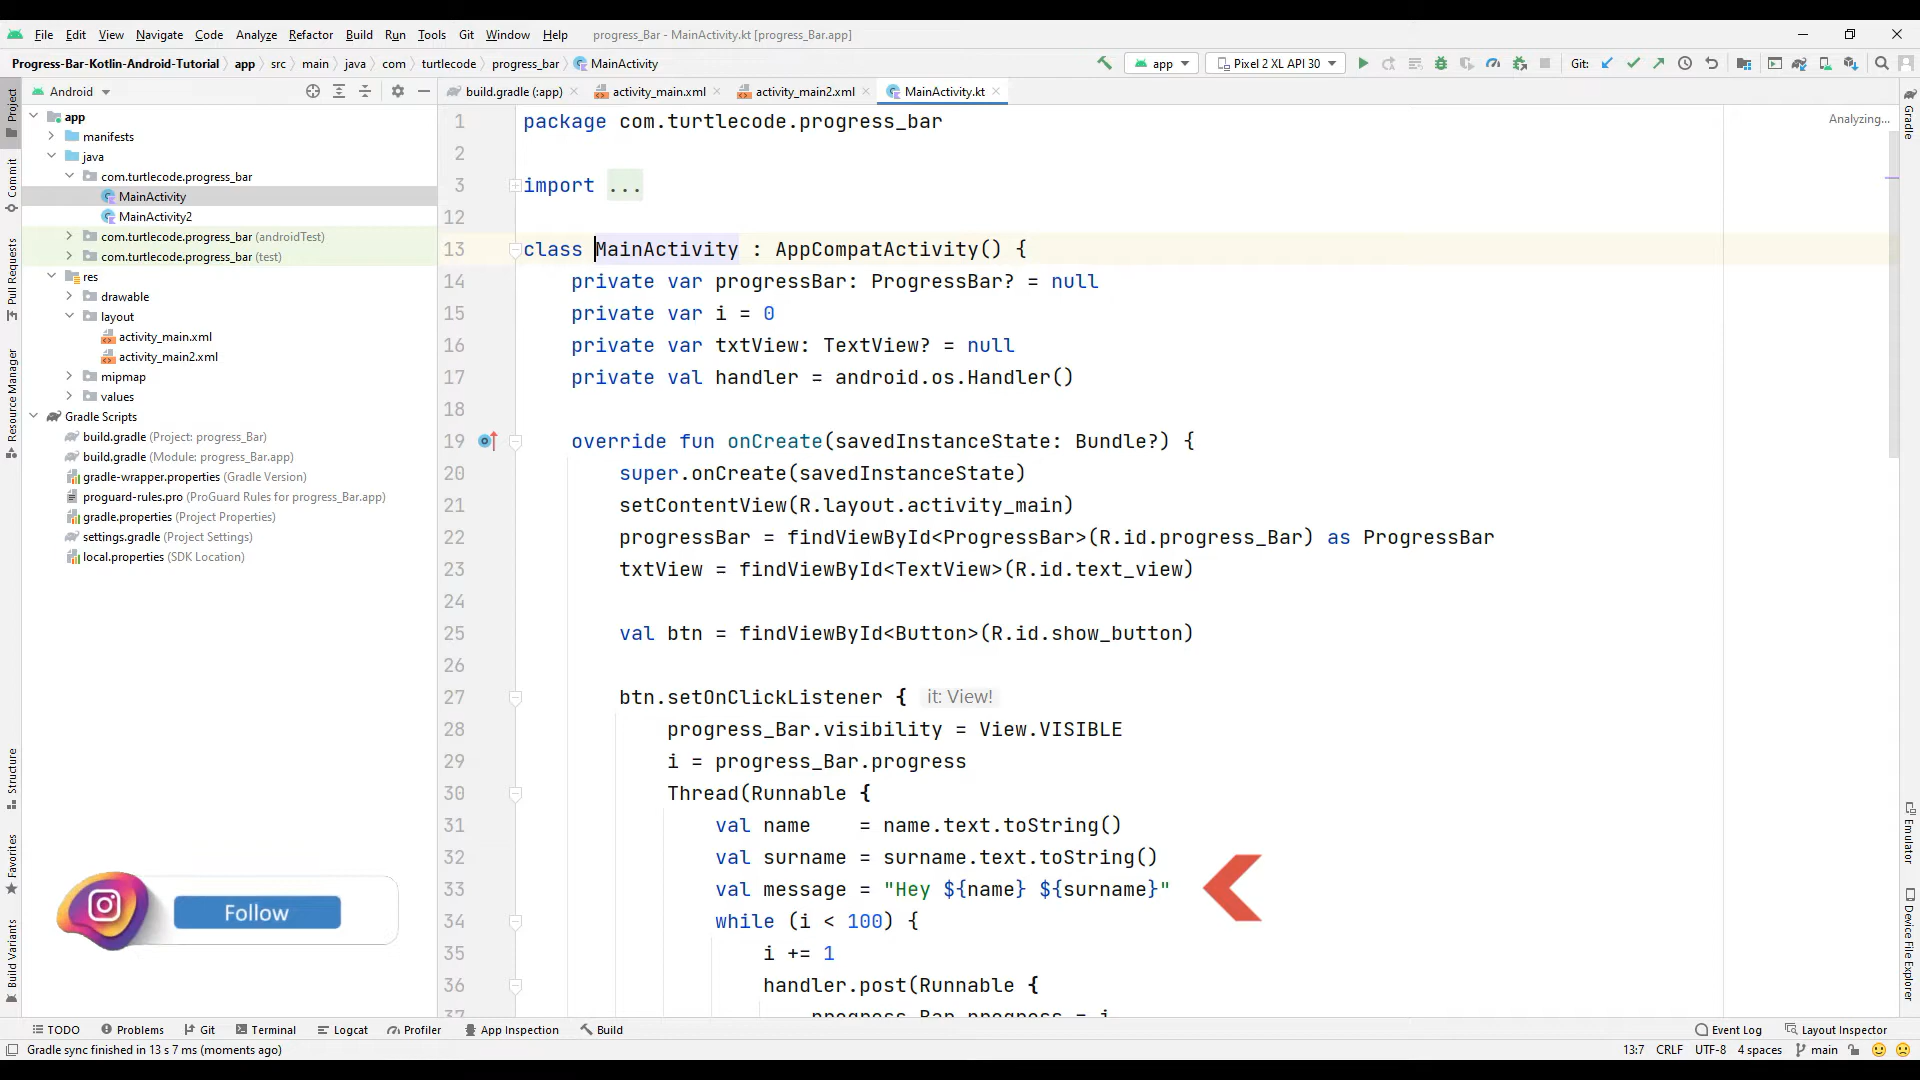 File Edit View Navigate Code Analyze Refactor Build Run Tools Git Window Help progress_Bar - MainActivity.kt [progress_Bar.app]
Progress-Bar-Kotlin-Android-Tutorial app src main java com turtlecode progress_bar MainActivity app Pixel 2 XL API 30 Git:
Android build.gradle (:app) activity_main.xml activity_main2.xml MainActivity.kt
Project
Commit
Pull Requests
Resource Manager
Structure
Favorites
Build Variants
app
manifests
java
com.turtlecode.progress_bar
MainActivity
MainActivity2
com.turtlecode.progress_bar (androidTest)
com.turtlecode.progress_bar (test)
res
drawable
layout
activity_main.xml
activity_main2.xml
mipmap
values
Gradle Scripts
build.gradle (Project: progress_Bar)
build.gradle (Module: progress_Bar.app)
gradle-wrapper.properties (Gradle Version)
proguard-rules.pro (ProGuard Rules for progress_Bar.app)
gradle.properties (Project Properties)
settings.gradle (Project Settings)
local.properties (SDK Location)
Follow
1 package com.turtlecode.progress_bar
2
3 import ...
12
13 class MainActivity : AppCompatActivity() {
14 private var progressBar: ProgressBar? = null
15 private var i = 0
16 private var txtView: TextView? = null
17 private val handler = android.os.Handler()
18
19 override fun onCreate(savedInstanceState: Bundle?) {
20 super.onCreate(savedInstanceState)
21 setContentView(R.layout.activity_main)
22 progressBar = findViewById<ProgressBar>(R.id.progress_Bar) as ProgressBar
23 txtView = findViewById<TextView>(R.id.text_view)
24
25 val btn = findViewById<Button>(R.id.show_button)
26
27 btn.setOnClickListener { it: View!
28 progress_Bar.visibility = View.VISIBLE
29 i = progress_Bar.progress
30 Thread(Runnable {
31 val name    = name.text.toString()
32 val surname = surname.text.toString()
33 val message = "Hey ${name} ${surname}"
34 while (i < 100) {
35 i += 1
36 handler.post(Runnable {
37 progress_Bar.progress = i
Analyzing...
Gradle
Emulator
Device File Explorer
TODO Problems Git Terminal Logcat Profiler App Inspection Build Event Log Layout Inspector
Gradle sync finished in 13 s 7 ms (moments ago) 13:7 CRLF UTF-8 4 spaces main